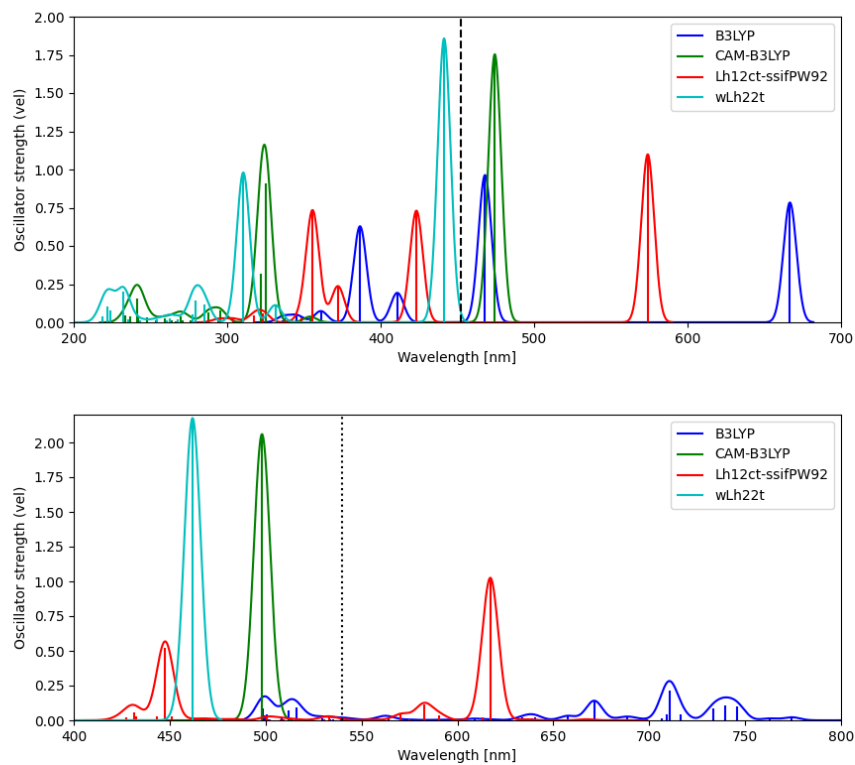 2.00
1.75
1.50
1.25
1.00
0.75
0.50
0.25
0.00
Oscillator strength (vel)
B3LYP
CAM-B3LYP
Lh12ct-ssifPW92
wLh22t
200 300 400 500 600 700
Wavelength [nm]
2.00
1.75
1.50
1.25
1.00
0.75
0.50
0.25
0.00
Oscillator strength (vel)
B3LYP
CAM-B3LYP
Lh12ct-ssifPW92
wLh22t
400 450 500 550 600 650 700 750 800
Wavelength [nm]